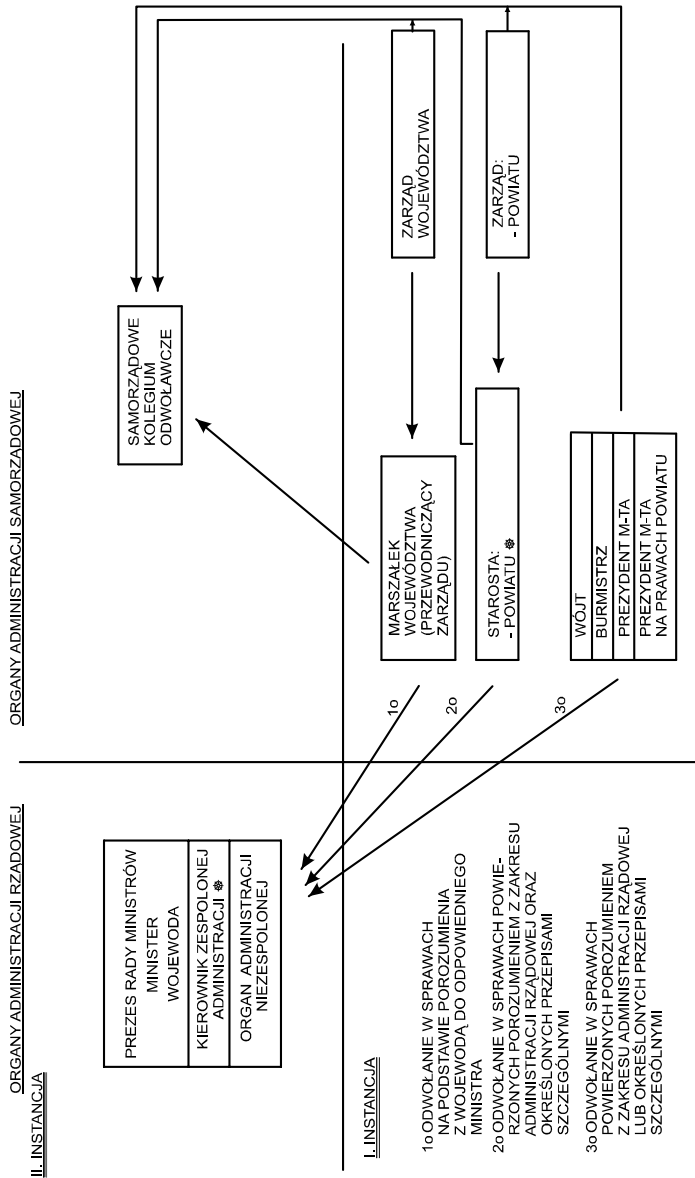 ORGANY ADMINISTRACJI RZĄDOWEJ
ORGANY ADMINISTRACJI SAMORZĄDOWEJ
II. INSTANCJA
PREZES RADY MINISTRÓW
MINISTER
WOJEWODA
KIEROWNIK ZESPOLONEJ
ADMINISTRACJI ⊛
ORGAN ADMINISTRACJI
NIEZESPOLONEJ
SAMORZĄDOWE
KOLEGIUM
ODWOŁAWCZE
I. INSTANCJA
1o ODWOŁANIE W SPRAWACH
NA PODSTAWIE POROZUMIENIA
Z WOJEWODĄ DO ODPOWIEDNIEGO
MINISTRA
2o ODWOŁANIE W SPRAWACH POWIE-
RZONYCH POROZUMIENIEM Z ZAKRESU
ADMINISTRACJI RZĄDOWEJ ORAZ
OKREŚLONYCH PRZEPISAMI
SZCZEGÓLNYMI
3o ODWOŁANIE W SPRAWACH
POWIERZONYCH POROZUMIENIEM
Z ZAKRESU ADMINISTRACJI RZĄDOWEJ
LUB OKREŚLONYCH PRZEPISAMI
SZCZEGÓLNYMI
1o
2o
3o
MARSZAŁEK
WOJEWÓDZTWA
(PRZEWODNICZĄCY
ZARZĄDU)
ZARZĄD
WOJEWÓDZTWA
STAROSTA:
- POWIATU ⊛
ZARZĄD:
- POWIATU
WÓJT
BURMISTRZ
PREZYDENT M-TA
PREZYDENT M-TA
NA PRAWACH POWIATU